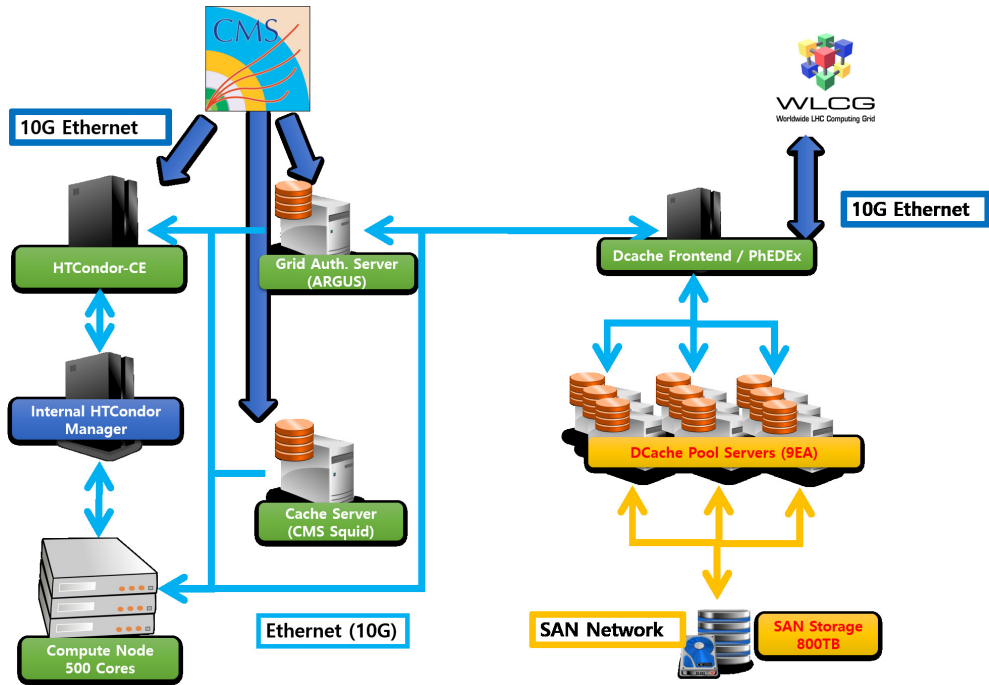 CMS
WLCG
Worldwide LHC Computing Grid
10G Ethernet
10G Ethernet
HTCondor-CE
Grid Auth. Server
(ARGUS)
Dcache Frontend / PhEDEx
Internal HTCondor
Manager
DCache Pool Servers (9EA)
Cache Server
(CMS Squid)
Compute Node
500 Cores
Ethernet (10G)
SAN Network
SAN Storage
800TB